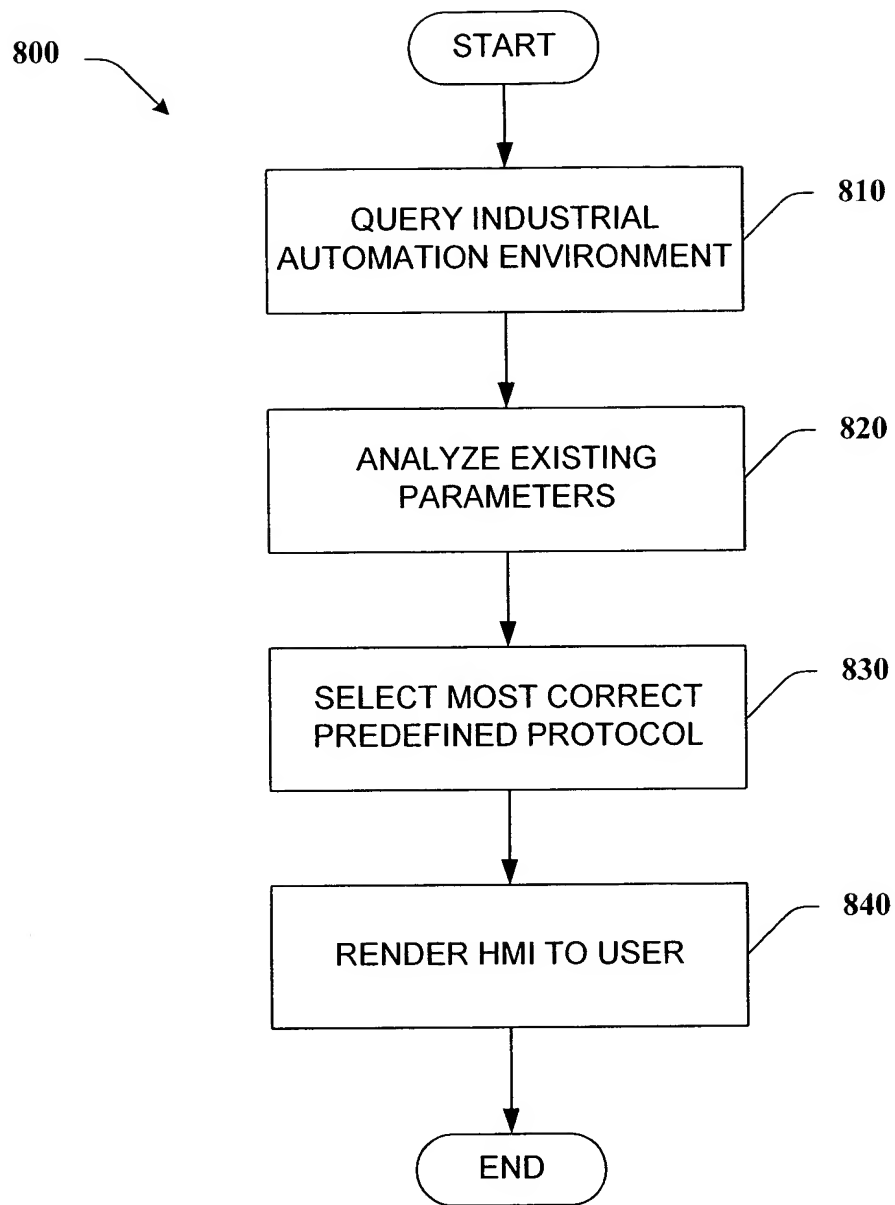 800
START
810
QUERY INDUSTRIAL
AUTOMATION ENVIRONMENT
820
ANALYZE EXISTING
PARAMETERS
830
SELECT MOST CORRECT
PREDEFINED PROTOCOL
840
RENDER HMI TO USER
END